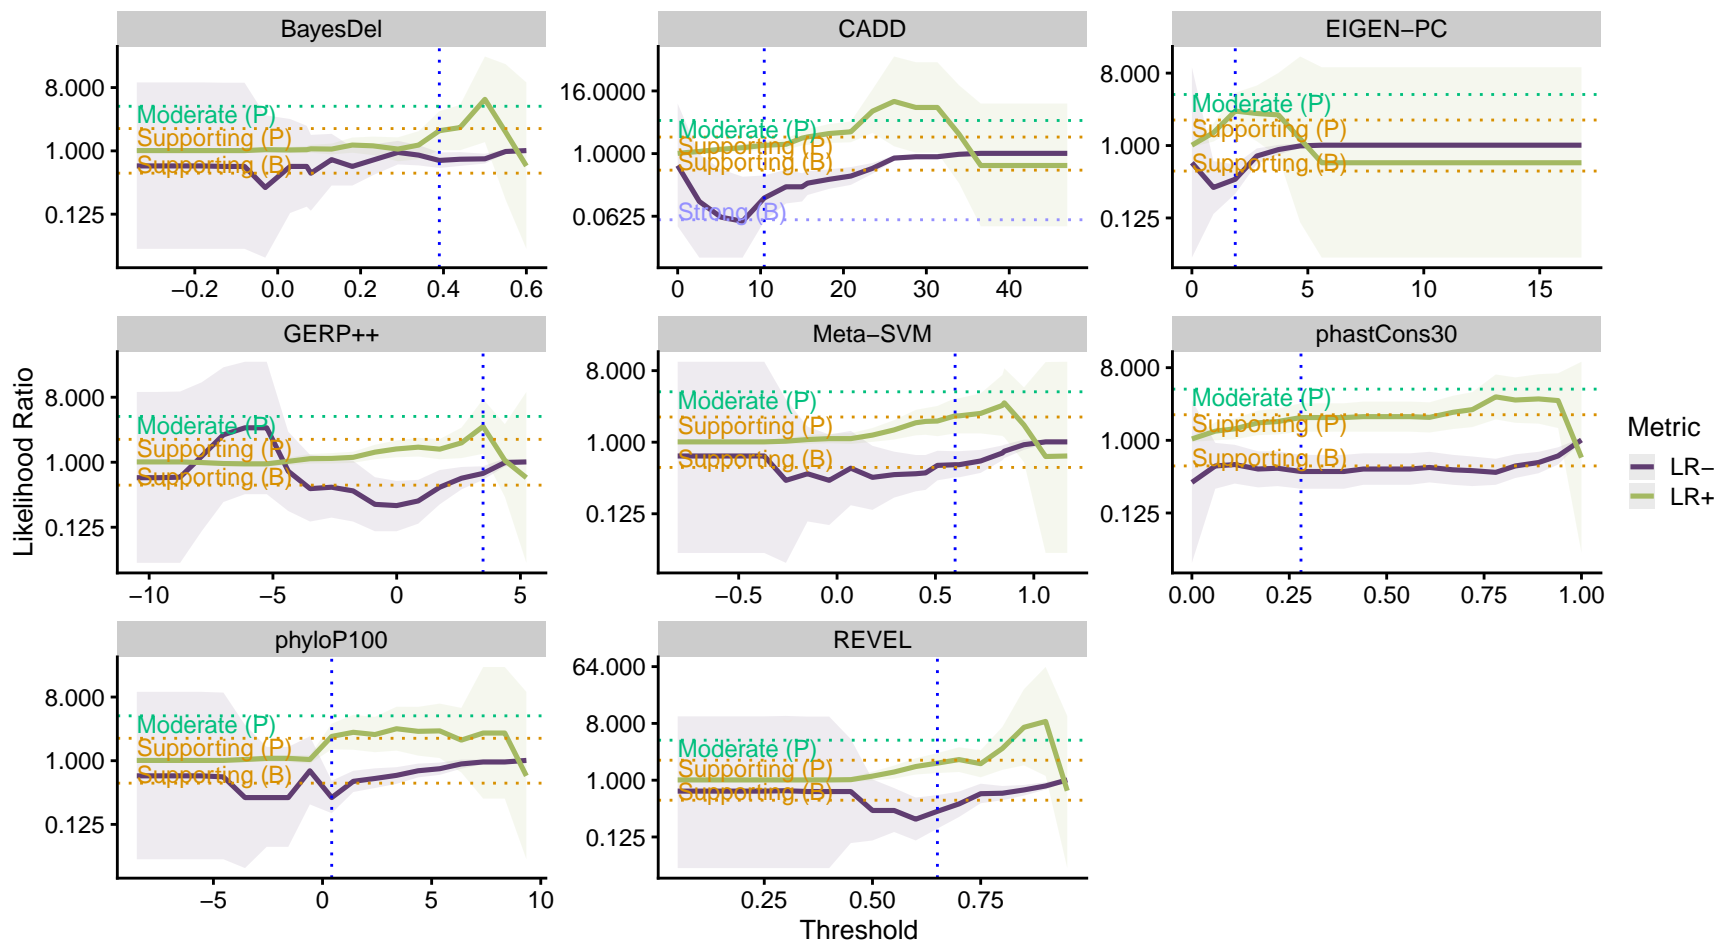 BayesDel
CADD
EIGEN−PC
8.000
1.000
0.125
Moderate (P)
Supporting (P)
Supporting (B)
−0.2
0.0
0.2
0.4
0.6
16.0000
1.0000
0.0625
Moderate (P)
Supporting (P)
Supporting (B)
Strong (B)
0
10
20
30
40
8.000
1.000
0.125
Moderate (P)
Supporting (P)
Supporting (B)
0
5
10
15
GERP++
Meta−SVM
phastCons30
8.000
1.000
0.125
Moderate (P)
Supporting (P)
Supporting (B)
−10
−5
0
5
8.000
1.000
0.125
Moderate (P)
Supporting (P)
Supporting (B)
−0.5
0.0
0.5
1.0
8.000
1.000
0.125
Moderate (P)
Supporting (P)
Supporting (B)
0.00
0.25
0.50
0.75
1.00
phyloP100
REVEL
8.000
1.000
0.125
Moderate (P)
Supporting (P)
Supporting (B)
−5
0
5
10
64.000
8.000
1.000
0.125
Moderate (P)
Supporting (P)
Supporting (B)
0.25
0.50
0.75
Likelihood Ratio
Threshold
Metric
LR−
LR+